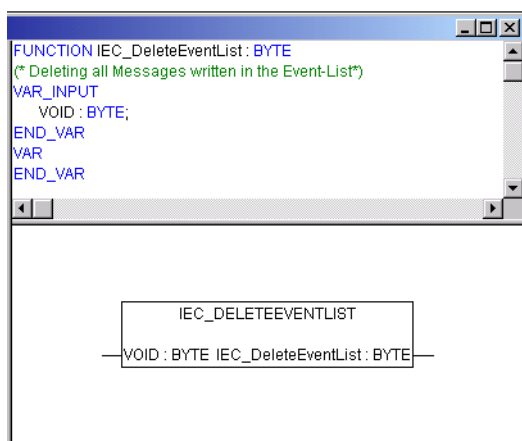 FUNCTION IEC_DeleteEventList : BYTE
(* Deleting all Messages written in the Event-List*)
VAR_INPUT
VOID : BYTE;
END_VAR
VAR
END_VAR
IEC_DELETEEVENTLIST
VOID : BYTE IEC_DeleteEventList : BYTE